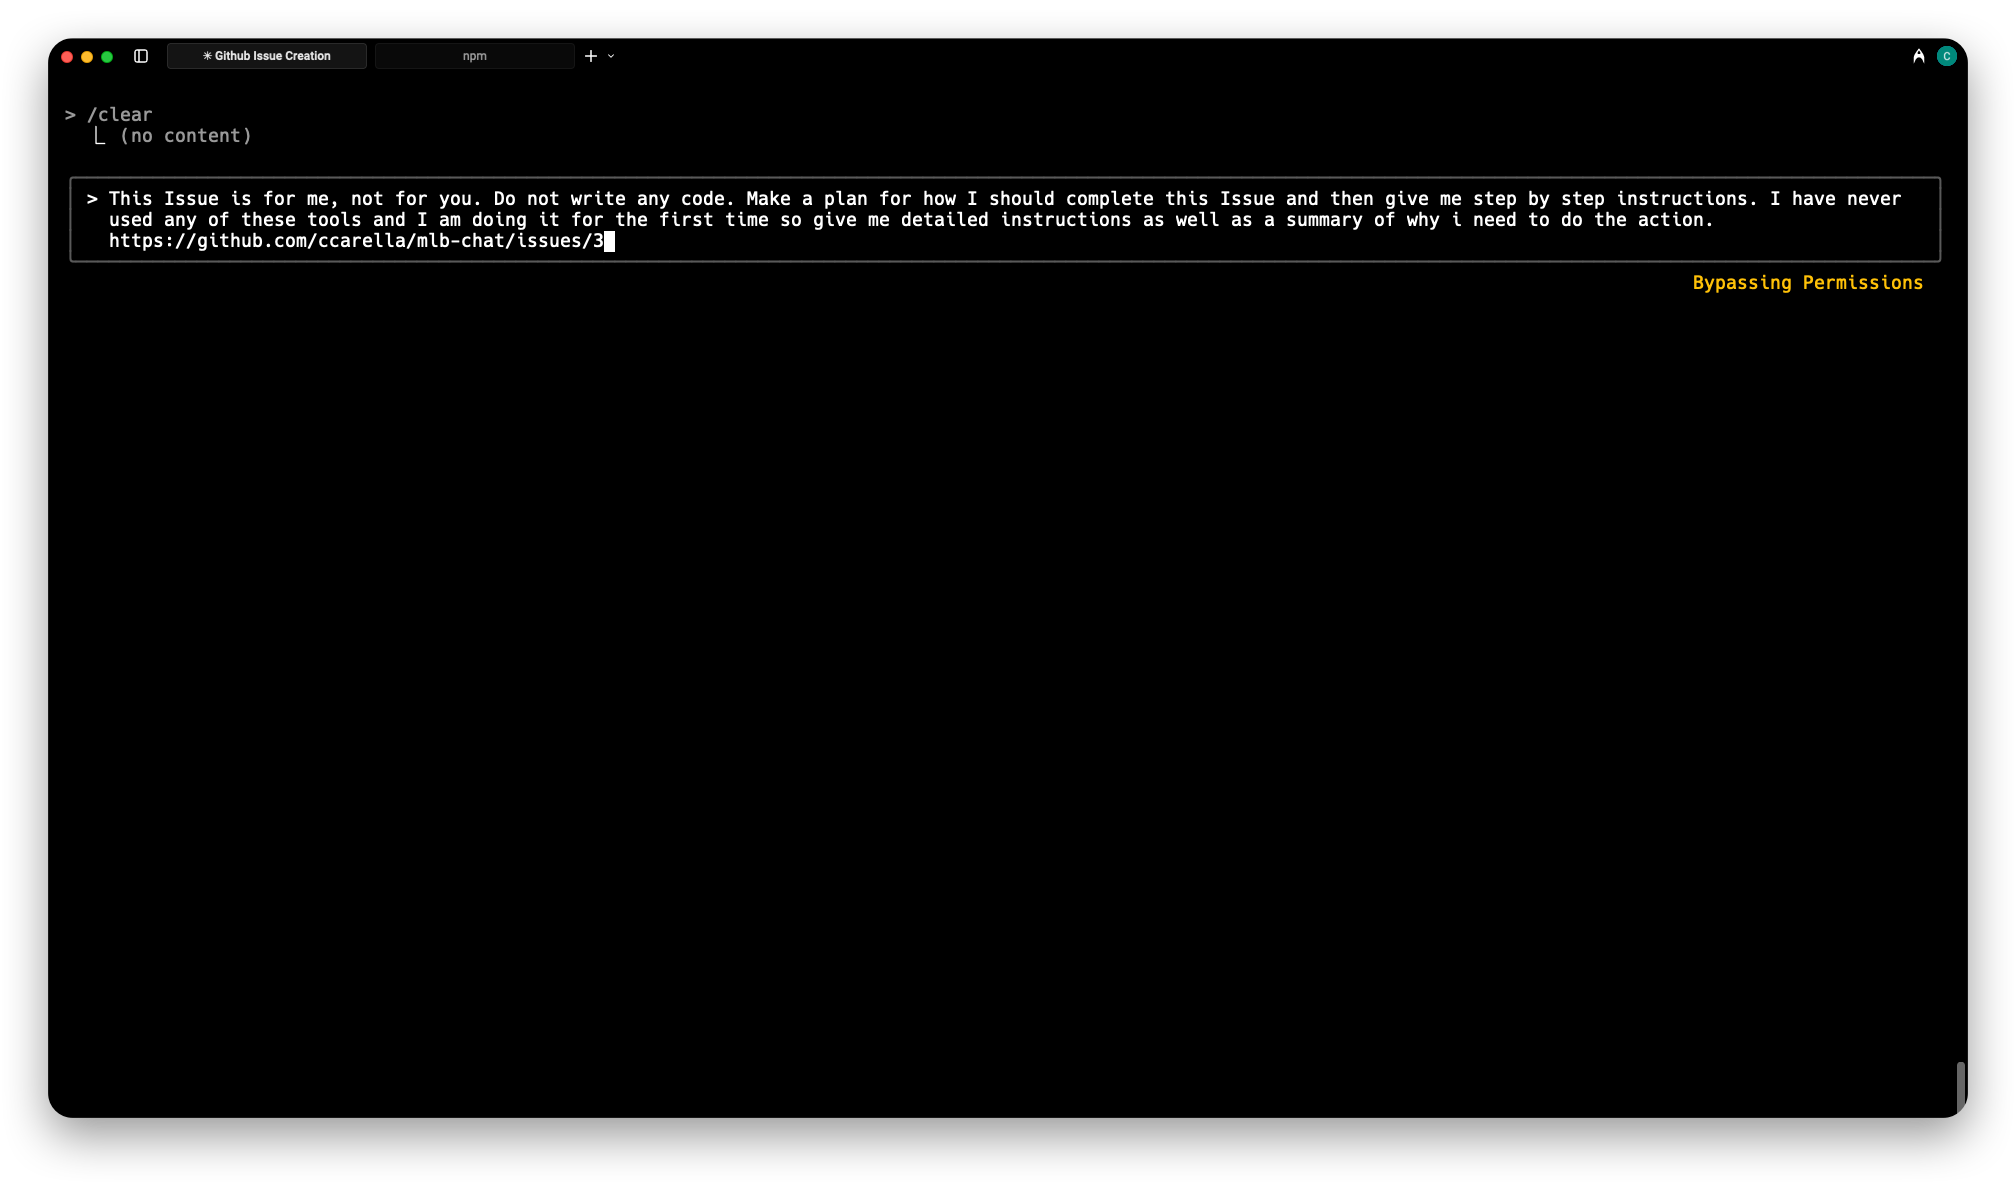 ✳ Github Issue Creation
npm
C
> /clear
⎿ (no content)
> This Issue is for me, not for you. Do not write any code. Make a plan for how I should complete this Issue and then give me step by step instructions. I have never
used any of these tools and I am doing it for the first time so give me detailed instructions as well as a summary of why i need to do the action.
https://github.com/ccarella/mlb-chat/issues/3
Bypassing Permissions